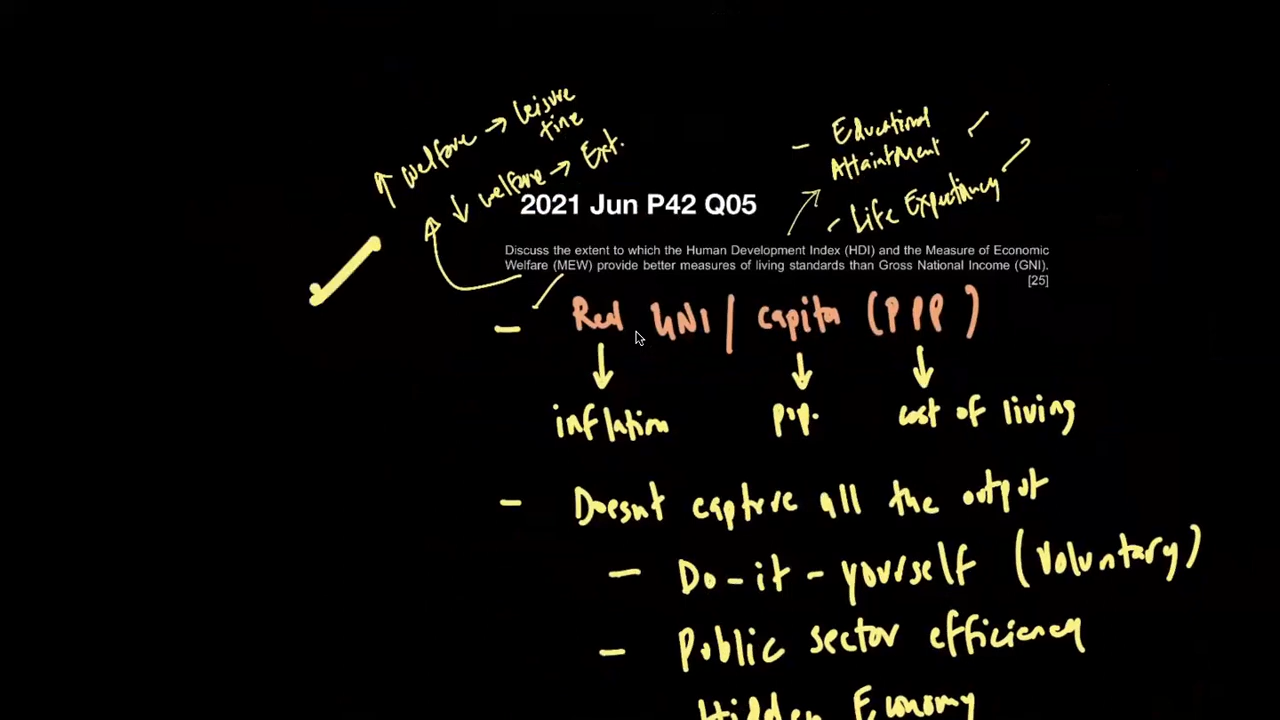 ↑ welfare → leisure
time
↓ welfare → Ext.
- Educational
Attaintment
- Life Expectancy
2021 Jun P42 Q05
Discuss the extent to which the Human Development Index (HDI) and the Measure of Economic
Welfare (MEW) provide better measures of living standards than Gross National Income (GNI).
[25]
- Real GNI / capita (PPP)
inflation pop. cost of living
- Doesnt capture all the output
- Do-it-yourself (voluntary)
- Public sector efficiency
Hidden Economy